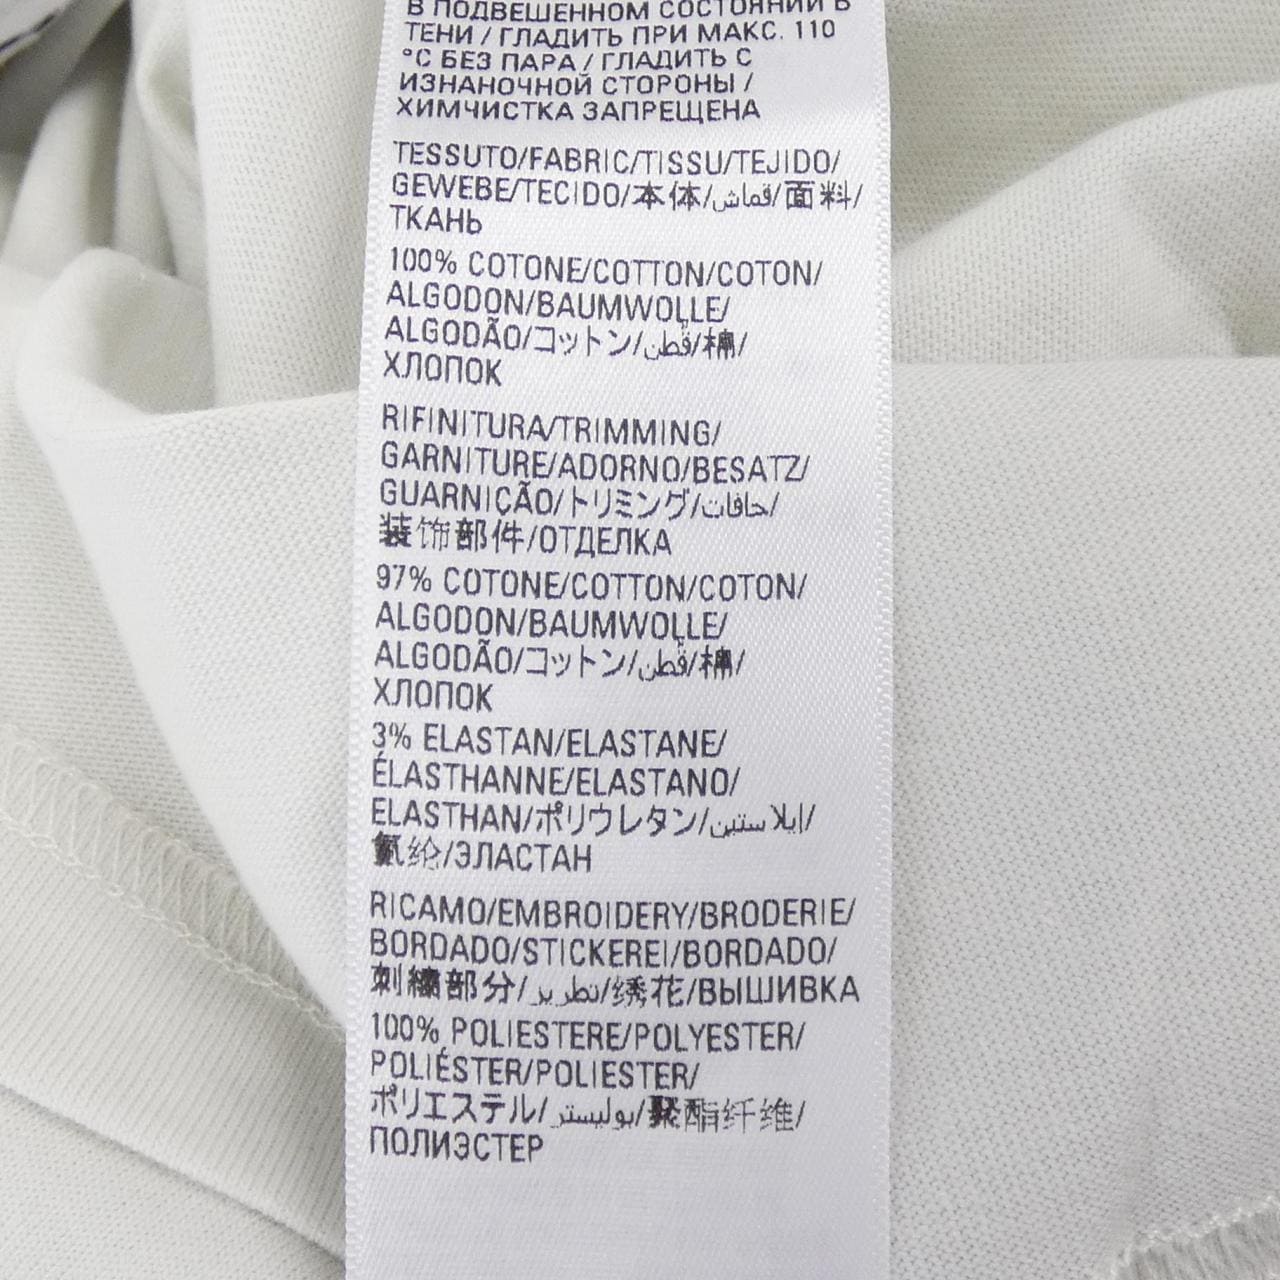 В ПОДВЕШЕННОМ СОСТОЯНИИ В
ТЕНИ / ГЛАДИТЬ ПРИ МАКС. 110
°C БЕЗ ПАРА / ГЛАДИТЬ С
ИЗНАНОЧНОЙ СТОРОНЫ /
ХИМЧИСТКА ЗАПРЕЩЕНА
TESSUTO/FABRIC/TISSU/TEJIDO/
GEWEBE/TECIDO/本体/قماش/面料/
ТКАНЬ
100% COTONE/COTTON/COTON/
ALGODON/BAUMWOLLE/
ALGODÃO/コットン/قطن/棉/
ХЛОПОК
RIFINITURA/TRIMMING/
GARNITURE/ADORNO/BESATZ/
GUARNIÇÃO/トリミング/حافات/
装饰部件/ОТДЕЛКА
97% COTONE/COTTON/COTON/
ALGODON/BAUMWOLLE/
ALGODÃO/コットン/قطن/棉/
ХЛОПОК
3% ELASTAN/ELASTANE/
ÉLASTHANNE/ELASTANO/
ELASTHAN/ポリウレタン/إيلاستين/
氨纶/ЭЛАСТАН
RICAMO/EMBROIDERY/BRODERIE/
BORDADO/STICKEREI/BORDADO/
刺繍部分/تطريز/绣花/ВЫШИВКА
100% POLIESTERE/POLYESTER/
POLIÉSTER/POLIESTER/
ポリエステル/بوليستر/聚酯纤维/
ПОЛИЭСТЕР